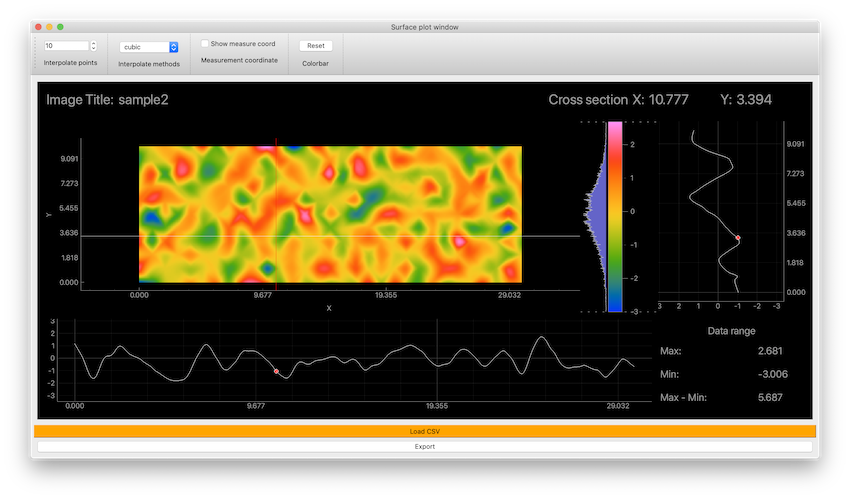 Surface plot window
10
cubic
Show measure coord
Reset
Interpolate points
Interpolate methods
Measurement coordinate
Colorbar
Image Title: sample2
Cross section X: 10.777 Y: 3.394
9.091
7.273
5.455
3.636
1.818
0.000
Y
0.000 9.677 19.355 29.032
X
2
1
0
−1
−2
−3
9.091
7.273
5.455
3.636
1.818
0.000
3 2 1 0 −1 −2 −3
3
2
1
0
−1
−2
−3
0.000 9.677 19.355 29.032
Data range
Max: 2.681
Min: -3.006
Max - Min: 5.687
Load CSV
Export